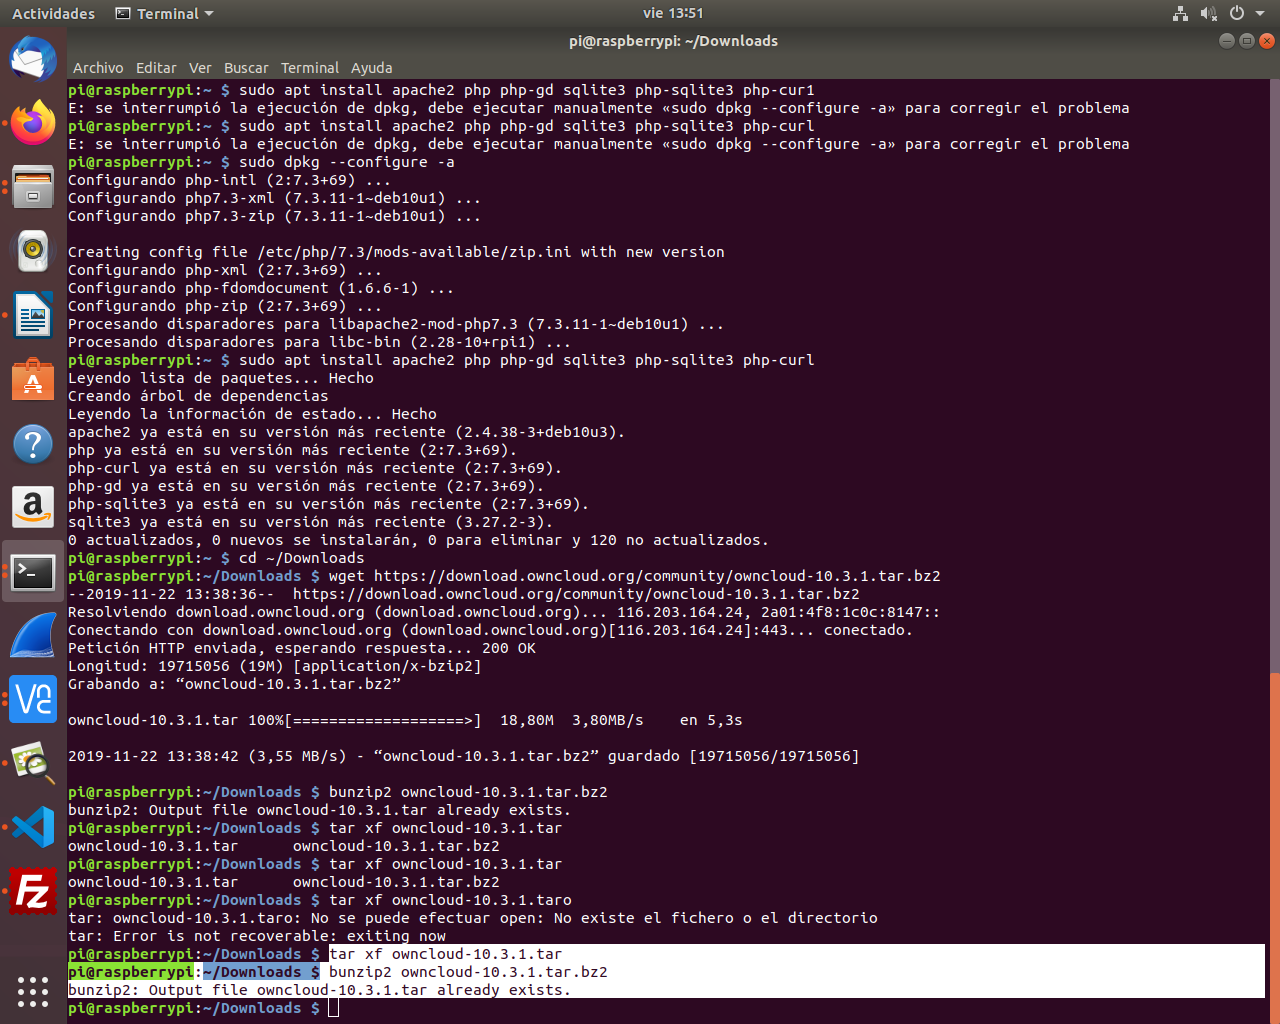 Actividades
Terminal
vie 13:51
pi@raspberrypi: ~/Downloads
Archivo Editar Ver Buscar Terminal Ayuda
pi@raspberrypi:~ $ sudo apt install apache2 php php-gd sqlite3 php-sqlite3 php-cur1
E: se interrumpió la ejecución de dpkg, debe ejecutar manualmente «sudo dpkg --configure -a» para corregir el problema
pi@raspberrypi:~ $ sudo apt install apache2 php php-gd sqlite3 php-sqlite3 php-curl
E: se interrumpió la ejecución de dpkg, debe ejecutar manualmente «sudo dpkg --configure -a» para corregir el problema
pi@raspberrypi:~ $ sudo dpkg --configure -a
Configurando php-intl (2:7.3+69) ...
Configurando php7.3-xml (7.3.11-1~deb10u1) ...
Configurando php7.3-zip (7.3.11-1~deb10u1) ...
Creating config file /etc/php/7.3/mods-available/zip.ini with new version
Configurando php-xml (2:7.3+69) ...
Configurando php-fdomdocument (1.6.6-1) ...
Configurando php-zip (2:7.3+69) ...
Procesando disparadores para libapache2-mod-php7.3 (7.3.11-1~deb10u1) ...
Procesando disparadores para libc-bin (2.28-10+rpi1) ...
pi@raspberrypi:~ $ sudo apt install apache2 php php-gd sqlite3 php-sqlite3 php-curl
Leyendo lista de paquetes... Hecho
Creando árbol de dependencias
Leyendo la información de estado... Hecho
apache2 ya está en su versión más reciente (2.4.38-3+deb10u3).
php ya está en su versión más reciente (2:7.3+69).
php-curl ya está en su versión más reciente (2:7.3+69).
php-gd ya está en su versión más reciente (2:7.3+69).
php-sqlite3 ya está en su versión más reciente (2:7.3+69).
sqlite3 ya está en su versión más reciente (3.27.2-3).
0 actualizados, 0 nuevos se instalarán, 0 para eliminar y 120 no actualizados.
pi@raspberrypi:~ $ cd ~/Downloads
pi@raspberrypi:~/Downloads $ wget https://download.owncloud.org/community/owncloud-10.3.1.tar.bz2
--2019-11-22 13:38:36--  https://download.owncloud.org/community/owncloud-10.3.1.tar.bz2
Resolviendo download.owncloud.org (download.owncloud.org)... 116.203.164.24, 2a01:4f8:1c0c:8147::
Conectando con download.owncloud.org (download.owncloud.org)[116.203.164.24]:443... conectado.
Petición HTTP enviada, esperando respuesta... 200 OK
Longitud: 19715056 (19M) [application/x-bzip2]
Grabando a: “owncloud-10.3.1.tar.bz2”
owncloud-10.3.1.tar 100%[===================>]  18,80M  3,80MB/s    en 5,3s
2019-11-22 13:38:42 (3,55 MB/s) - “owncloud-10.3.1.tar.bz2” guardado [19715056/19715056]
pi@raspberrypi:~/Downloads $ bunzip2 owncloud-10.3.1.tar.bz2
bunzip2: Output file owncloud-10.3.1.tar already exists.
pi@raspberrypi:~/Downloads $ tar xf owncloud-10.3.1.tar
owncloud-10.3.1.tar      owncloud-10.3.1.tar.bz2
pi@raspberrypi:~/Downloads $ tar xf owncloud-10.3.1.tar
owncloud-10.3.1.tar      owncloud-10.3.1.tar.bz2
pi@raspberrypi:~/Downloads $ tar xf owncloud-10.3.1.taro
tar: owncloud-10.3.1.taro: No se puede efectuar open: No existe el fichero o el directorio
tar: Error is not recoverable: exiting now
pi@raspberrypi:~/Downloads $ tar xf owncloud-10.3.1.tar
pi@raspberrypi:~/Downloads $ bunzip2 owncloud-10.3.1.tar.bz2
bunzip2: Output file owncloud-10.3.1.tar already exists.
pi@raspberrypi:~/Downloads $